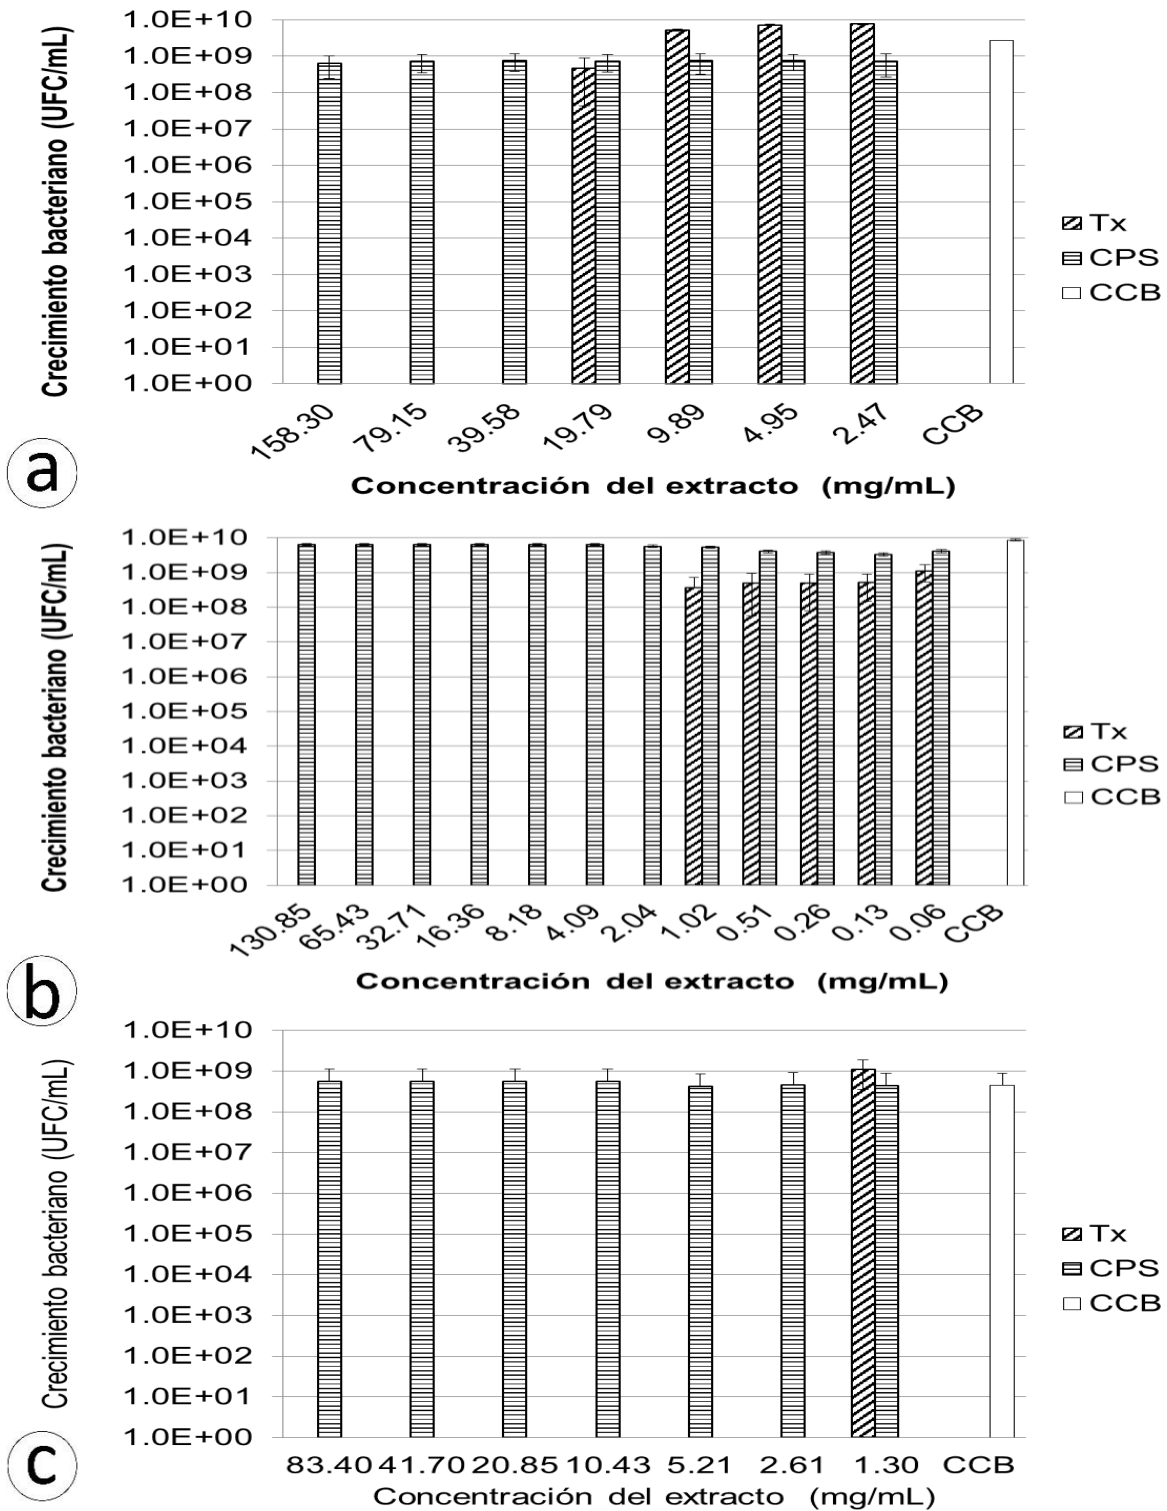 Crecimiento bacteriano (UFC/mL)
1.0E+10
1.0E+09
1.0E+08
1.0E+07
1.0E+06
1.0E+05
1.0E+04
1.0E+03
1.0E+02
1.0E+01
1.0E+00
158.30 79.15 39.58 19.79 9.89 4.95 2.47 CCB
Concentración del extracto (mg/mL)
Tx
CPS
CCB
a
Crecimiento bacteriano (UFC/mL)
1.0E+10
1.0E+09
1.0E+08
1.0E+07
1.0E+06
1.0E+05
1.0E+04
1.0E+03
1.0E+02
1.0E+01
1.0E+00
130.85 65.43 32.71 16.36 8.18 4.09 2.04 1.02 0.51 0.26 0.13 0.06 CCB
Concentración del extracto (mg/mL)
Tx
CPS
CCB
b
Crecimiento bacteriano (UFC/mL)
1.0E+10
1.0E+09
1.0E+08
1.0E+07
1.0E+06
1.0E+05
1.0E+04
1.0E+03
1.0E+02
1.0E+01
1.0E+00
83.40 41.70 20.85 10.43 5.21 2.61 1.30 CCB
Concentración del extracto (mg/mL)
Tx
CPS
CCB
c